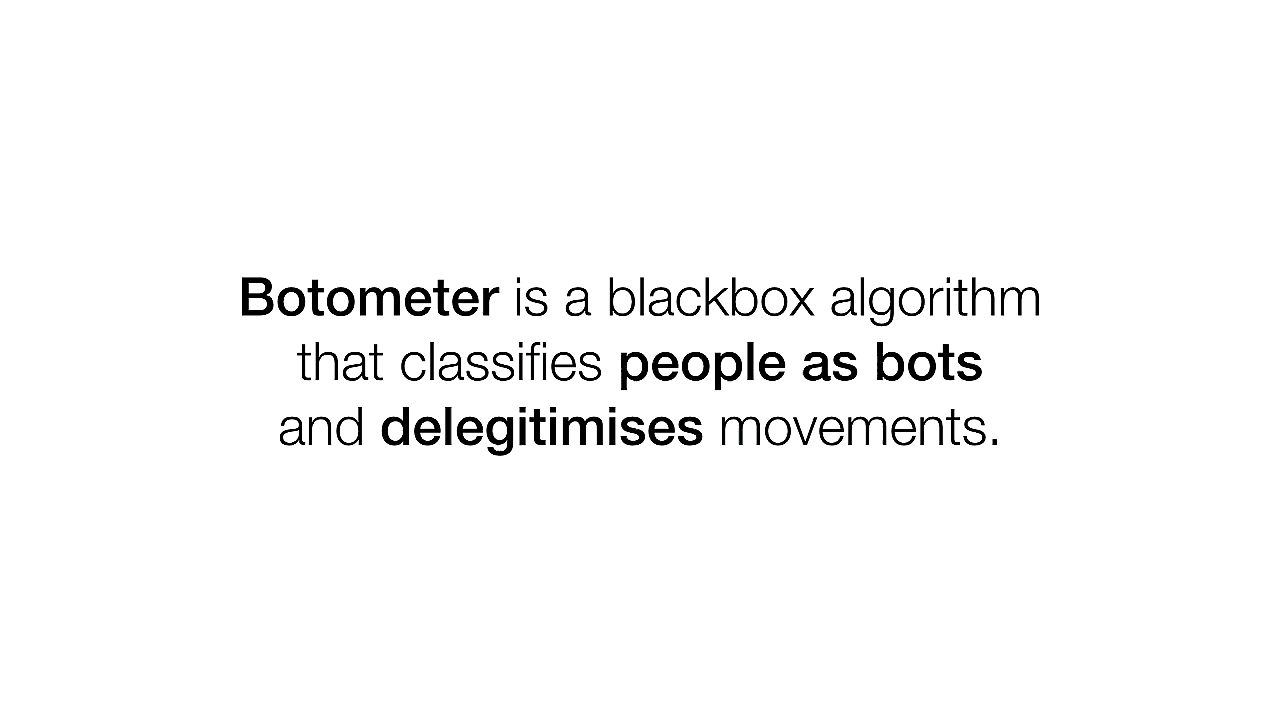 Botometer is a blackbox algorithm
that classifies people as bots
and delegitimises movements.